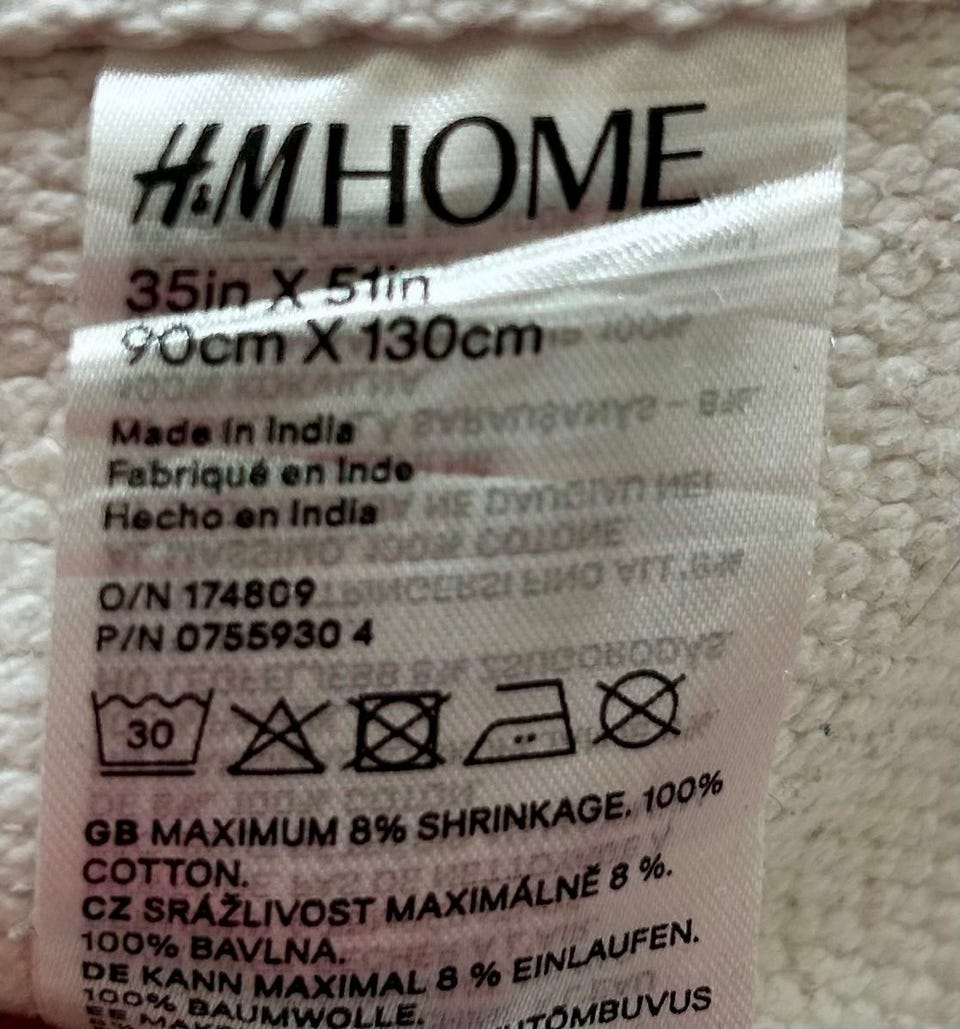 H&M HOME
35in X 51in
90cm X 130cm
Made in India
Fabriqué en Inde
Hecho en India
O/N 174809
P/N 0755930 4
30
GB MAXIMUM 8% SHRINKAGE. 100%
COTTON.
CZ SRÁŽLIVOST MAXIMÁLNĚ 8 %.
100% BAVLNA.
DE KANN MAXIMAL 8 % EINLAUFEN.
100% BAUMWOLLE.